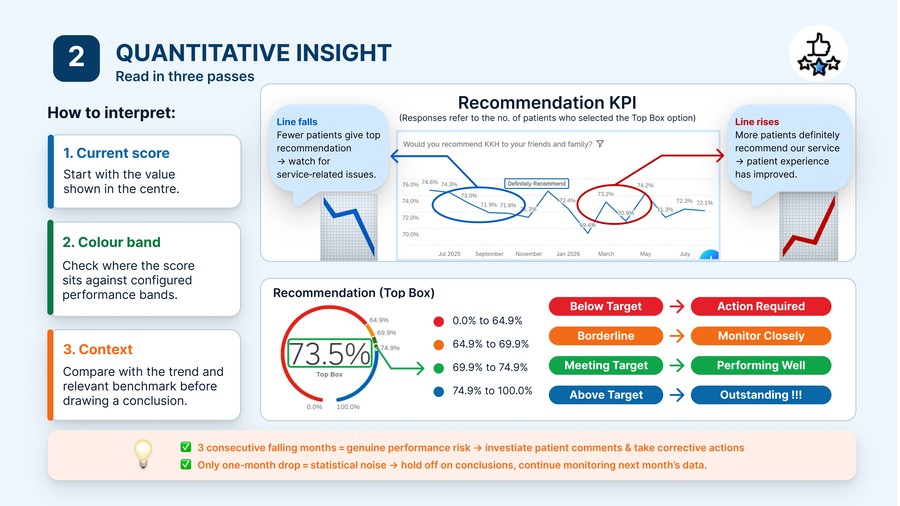 2
QUANTITATIVE INSIGHT
Read in three passes
How to interpret:
1. Current score
Start with the value
shown in the centre.
2. Colour band
Check where the score
sits against configured
performance bands.
3. Context
Compare with the trend and
relevant benchmark before
drawing a conclusion.
Recommendation KPI
(Responses refer to the no. of patients who selected the Top Box option)
Line falls
Fewer patients give top
recommendation
→ watch for
service-related issues.
Would you recommend KKH to your friends and family?
Definitely Recommend
76.0%
74.0%
72.0%
70.0%
74.6% 74.3% 73.0% 71.9% 71.8% 72.4% 69.4% 73.2% 70.9% 74.2% 71.3% 72.3% 72.1%
Jul 2025 September November Jan 2026 March May July
Line rises
More patients definitely
recommend our service
→ patient experience
has improved.
Recommendation (Top Box)
64.9%
69.9%
74.9%
73.5%
Top Box
0.0% 100.0%
0.0% to 64.9%
64.9% to 69.9%
69.9% to 74.9%
74.9% to 100.0%
Below Target → Action Required
Borderline → Monitor Closely
Meeting Target → Performing Well
Above Target → Outstanding !!!
✅ 3 consecutive falling months = genuine performance risk → investiate patient comments & take corrective actions
✅ Only one-month drop = statistical noise → hold off on conclusions, continue monitoring next month's data.